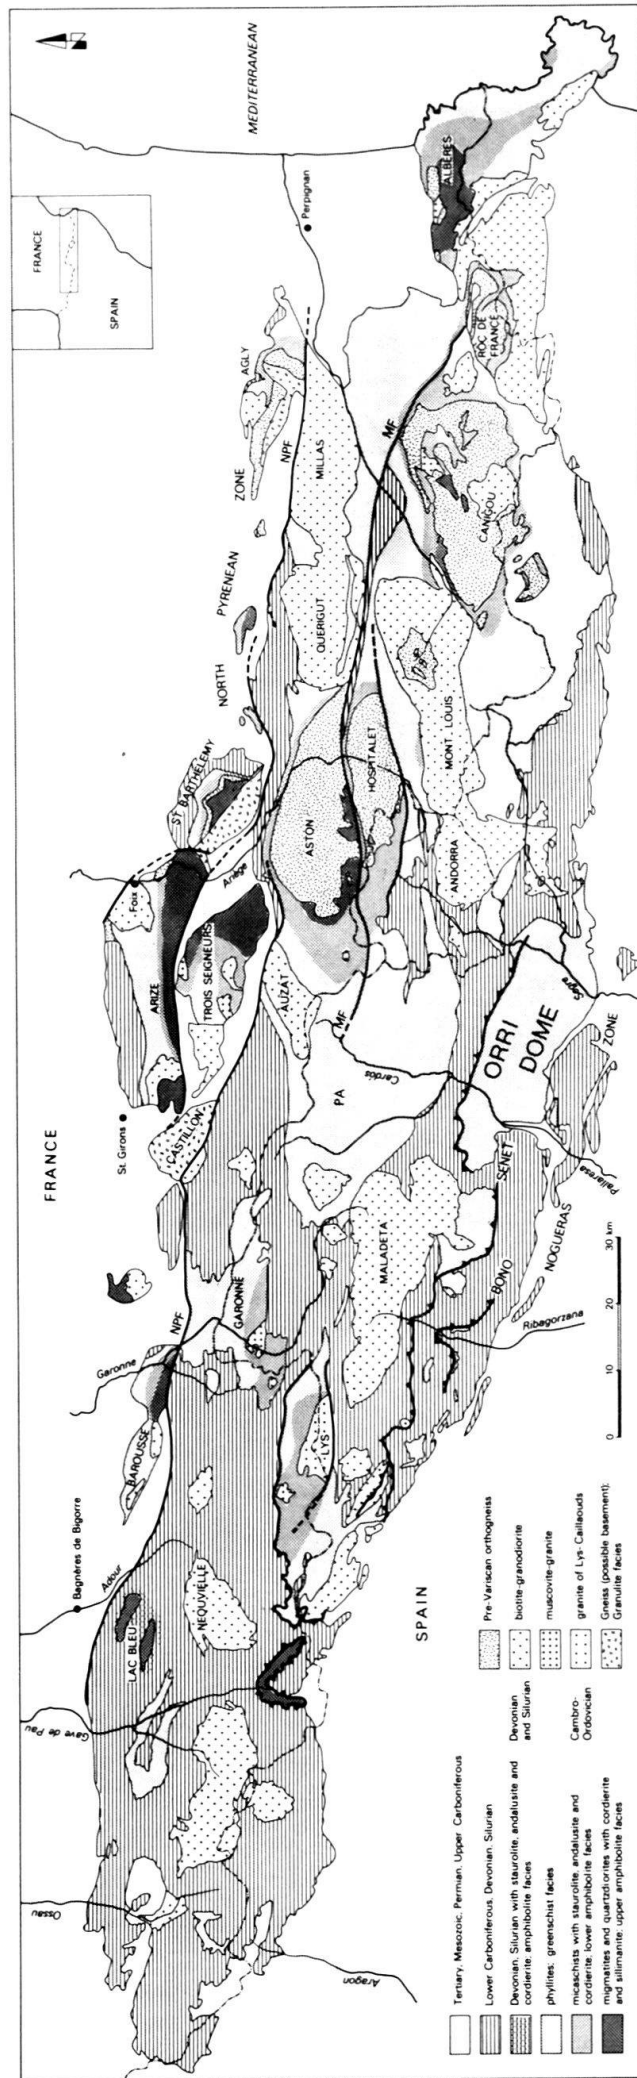 FRANCE
MEDITERRANEAN
FRANCE
SPAIN
Perpignan
Foix
St. Girons
Bagnères de Bigorre
Ossau
Gave de Pau
Adour
Garonne
Ariège
NPF
NPF
NORTH
PYRENEAN
ZONE
AGLY
ST BARTHELEMY
ARIZE
TROIS SEIGNEURS
CASTILLON
BAROUSSE
LAC BLEU
NEOUVIELLE
GARONNE
LYS
MALADETA
PA
AUZAT
ASTON
HOSPITALET
QUERIGUT
MILLAS
MF
MF
MONT LOUIS
ANDORRA
CANIGOU
ROC DE
FRANCE
ALBÈRES
ORRI
DOME
SENET
BONO
NOGUERAS
ZONE
Cardós
Segre
Pallaresa
Ribagorzana
Aragon
SPAIN
0 10 20 30 km
Tertiary, Mesozoic, Permian, Upper Carboniferous
Lower Carboniferous, Devonian, Silurian
Devonian, Silurian with staurolite, andalusite and
cordierite; amphibolite facies
Devonian
and Silurian
phyllites; greenschist facies
micaschists with staurolite, andalusite and
cordierite; lower amphibolite facies
Cambro-
Ordovician
migmatites and quartzdiorites with cordierite
and sillimanite; upper amphibolite facies
Pre-Variscan orthogneiss
biotite-granodiorite
muscovite-granite
granite of Lys-Caillaouds
Gneiss (possible basement);
Granulite facies